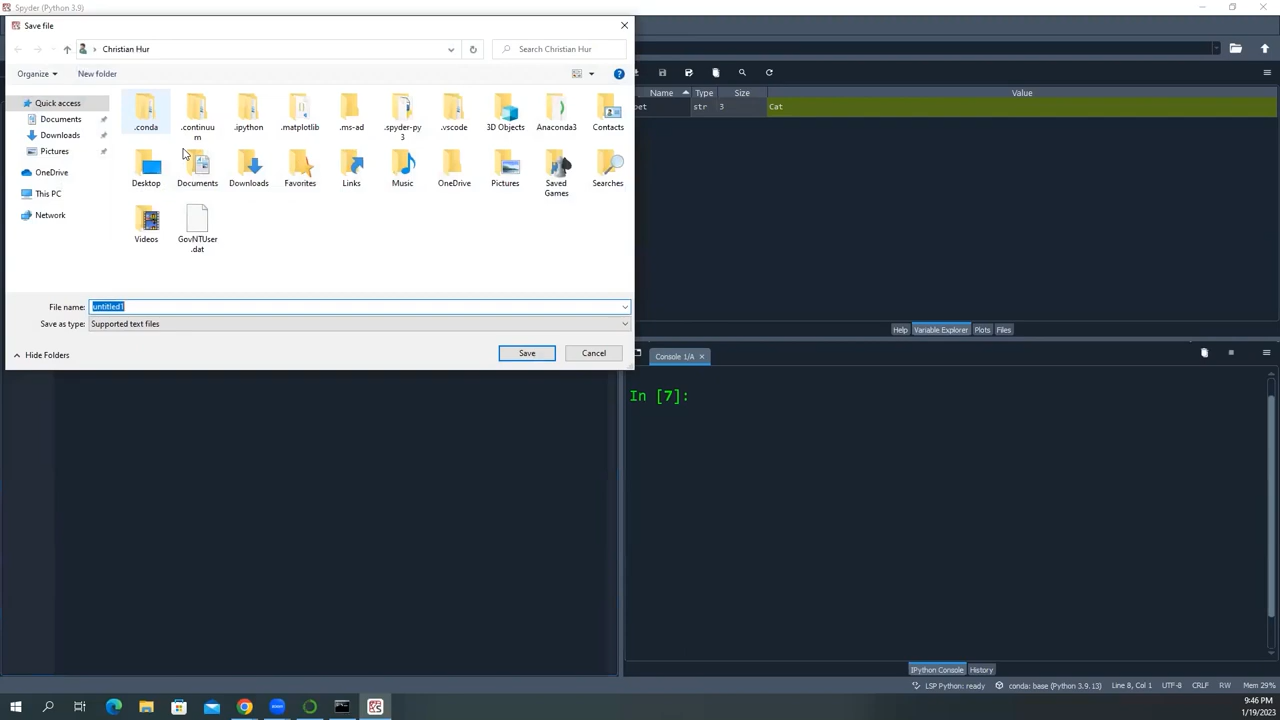 Spyder (Python 3.9)
Save file
Christian Hur
Search Christian Hur
Organize
New folder
Quick access
Documents
Downloads
Pictures
OneDrive
This PC
Network
.conda
.continuum
.ipython
.matplotlib
.ms-ad
.spyder-py3
.vscode
3D Objects
Anaconda3
Contacts
Desktop
Documents
Downloads
Favorites
Links
Music
OneDrive
Pictures
Saved Games
Searches
Videos
GovNTUser.dat
File name: untitled1
Save as type: Supported text files
Hide Folders
Save
Cancel
Name Type Size Value
str 3 Cat
Help Variable Explorer Plots Files
Console 1/A
In [7]:
IPython Console History
LSP Python: ready conda: base (Python 3.9.13) Line 8, Col 1 UTF-8 CRLF RW Mem 29%
9:46 PM
1/19/2023